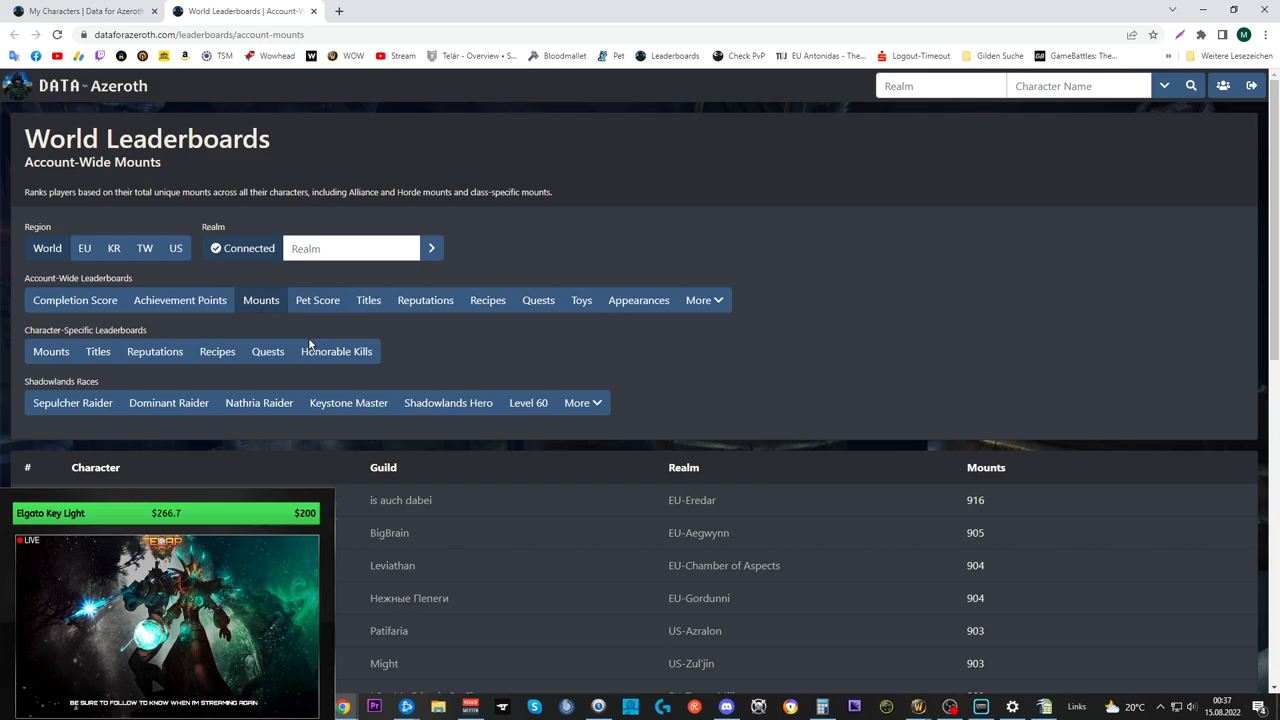 My Characters | Data for Azeroth
World Leaderboards | Account-W
dataforazeroth.com/leaderboards/account-mounts
TSM
Wowhead
WOW
Stream
Telár - Overview • S...
Bloodmallet
Pet
Leaderboards
Check PvP
EU Antonidas - The...
Logout-Timeout
Gilden Suche
GameBattles: The...
»
Weitere Lesezeichen
DATA for Azeroth
Realm
Character Name
World Leaderboards
Account-Wide Mounts
Ranks players based on their total unique mounts across all their characters, including Alliance and Horde mounts and class-specific mounts.
Region
Realm
World EU KR TW US
Connected
Realm
Account-Wide Leaderboards
Completion Score Achievement Points Mounts Pet Score Titles Reputations Recipes Quests Toys Appearances More
Character-Specific Leaderboards
Mounts Titles Reputations Recipes Quests Honorable Kills
Shadowlands Races
Sepulcher Raider Dominant Raider Nathria Raider Keystone Master Shadowlands Hero Level 60 More
# Character Guild Realm Mounts
is auch dabei EU-Eredar 916
BigBrain EU-Aegwynn 905
Leviathan EU-Chamber of Aspects 904
Нежные Пепеги EU-Gordunni 904
Patifaria US-Azralon 903
Might US-Zul'jin 903
Elgato Key Light $266.7 $200
LIVE
TELAR
BE SURE TO FOLLOW TO KNOW WHEN I'M STREAMING AGAIN
Links
20°C
00:37
15.08.2022